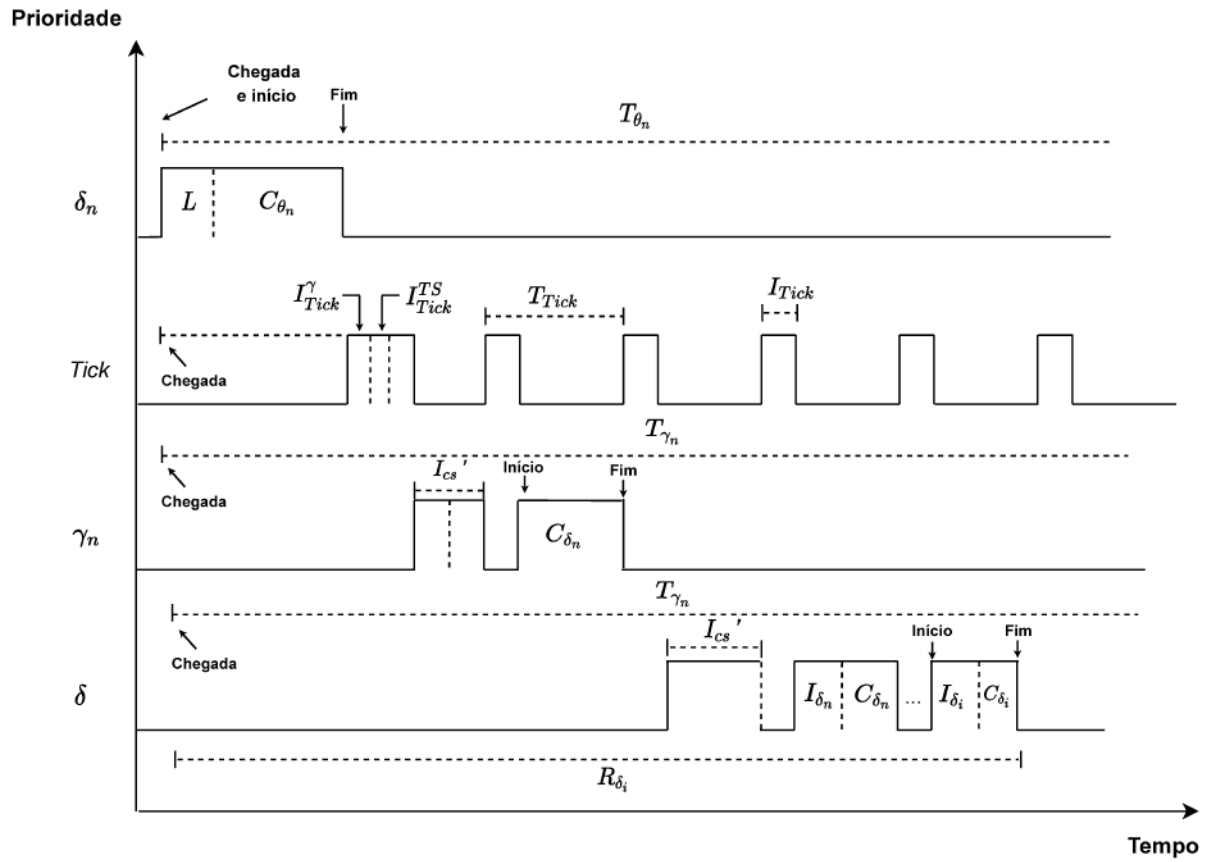 Prioridade
Chegada
e início
Fim
T_{θ_n}
δ_n
L
C_{θ_n}
I^{γ}_{Tick}
I^{TS}_{Tick}
T_{Tick}
I_{Tick}
Tick
Chegada
T_{γ_n}
Chegada
I_{cs}'
Início
Fim
γ_n
C_{δ_n}
T_{γ_n}
Chegada
I_{cs}'
Início
Fim
δ
I_{δ_n}
C_{δ_n}
...
I_{δ_i}
C_{δ_i}
R_{δ_i}
Tempo